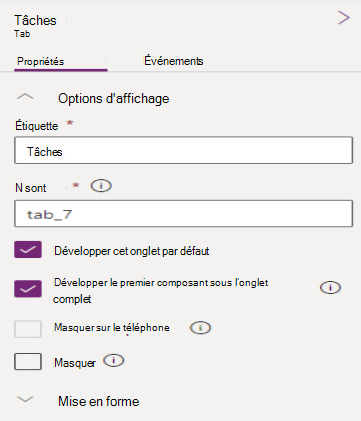 Tâches
Tab
Propriétés
Événements
Options d'affichage
Étiquette *
Tâches
N sont *
tab_7
Développer cet onglet par défaut
Développer le premier composant sous l'onglet
complet
Masquer sur le téléphone
Masquer
Mise en forme